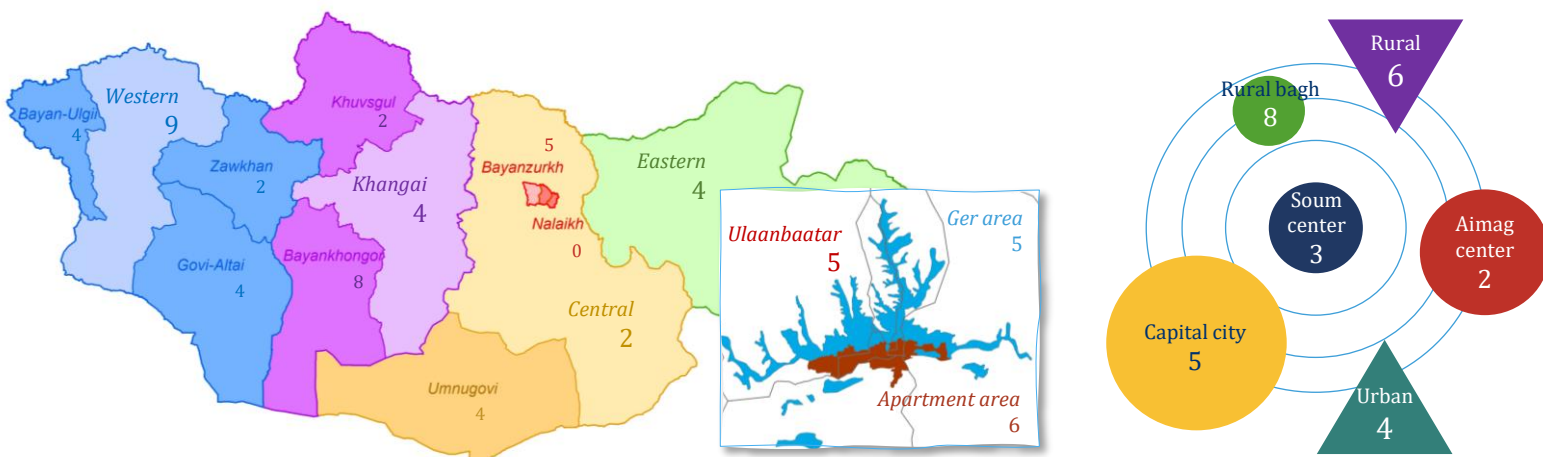 Bayan-Ulgil
4
Western
9
Khuvsgul
2
Zawkhan
2
Khangai
4
Govi-Altai
4
Bayankhongor
8
5
Bayanzurkh
Nalaikh
0
Eastern
4
Central
2
Umnugovi
4
Ulaanbaatar
5
Ger area
5
Apartment area
6
Rural
6
Rural bagh
8
Soum
center
3
Aimag
center
2
Capital city
5
Urban
4